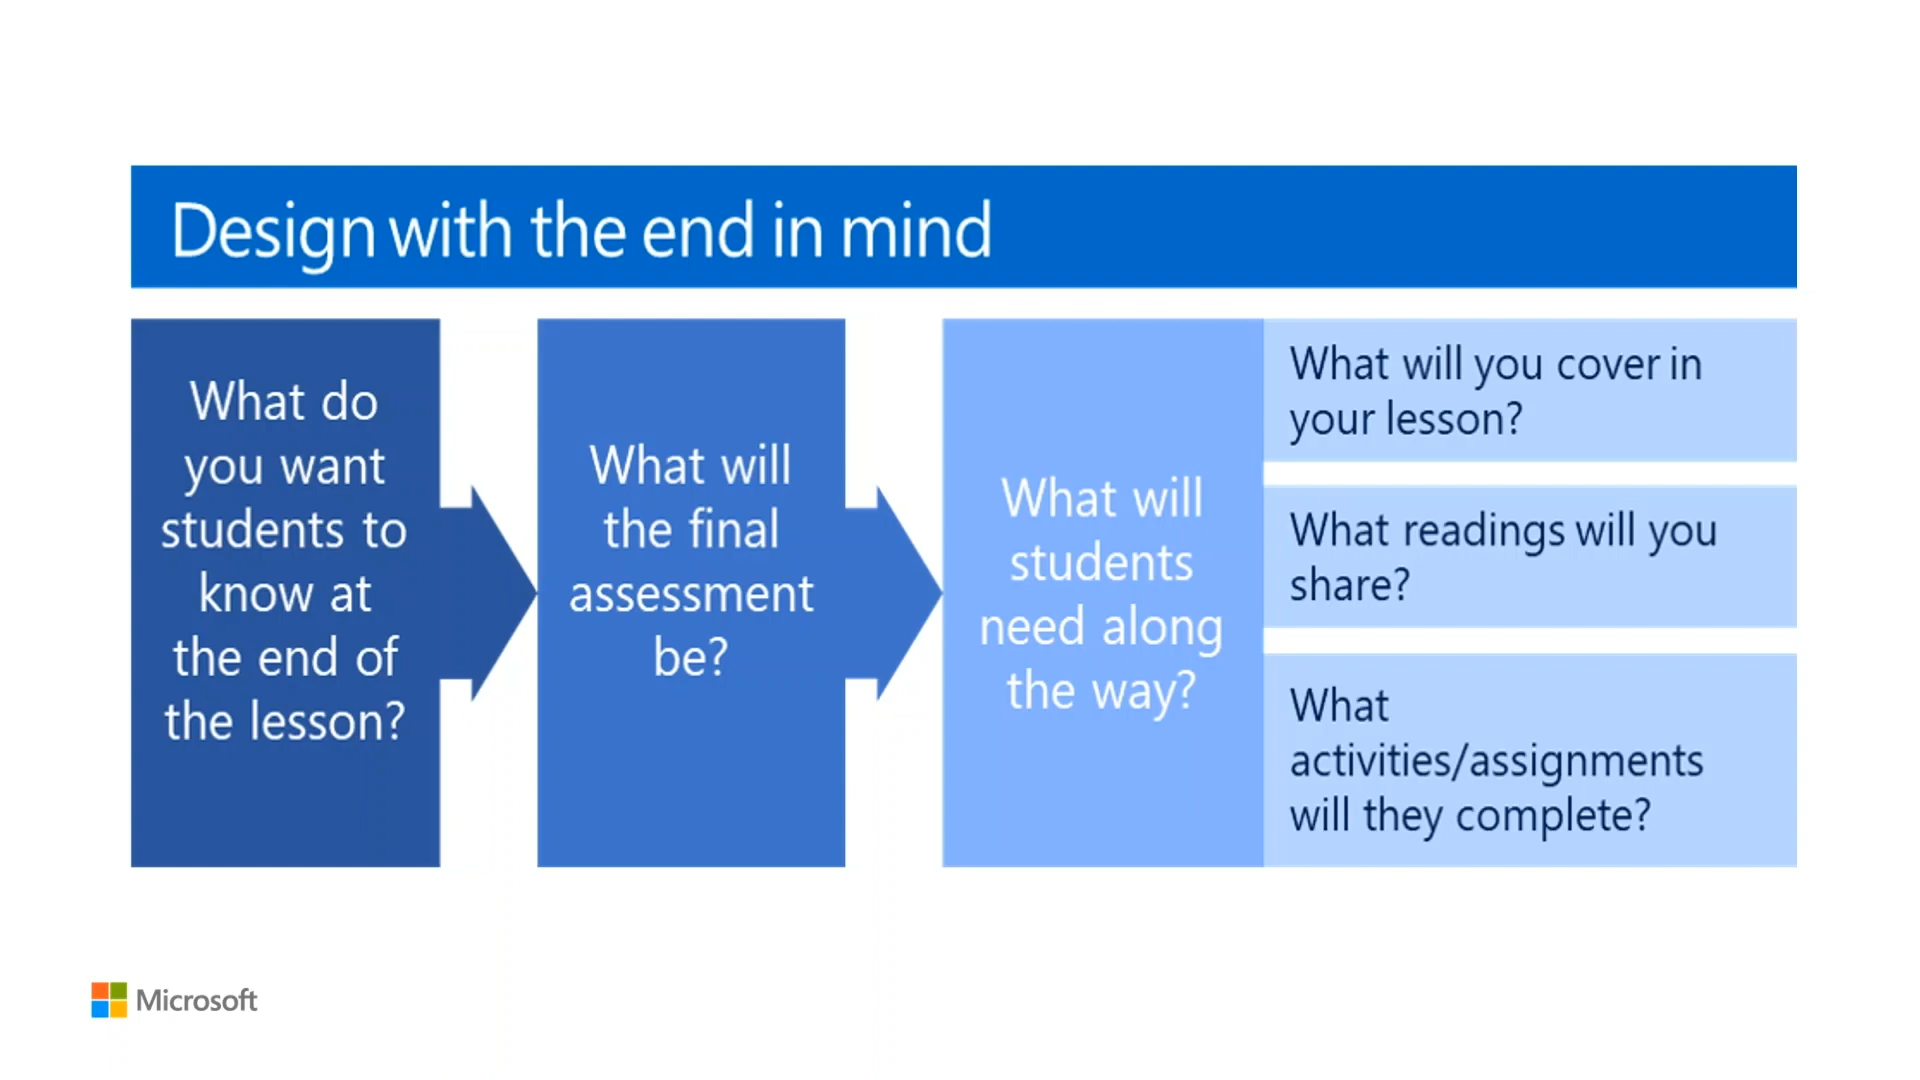 Design with the end in mind
What do
you want
students to
know at
the end of
the lesson?
What will
the final
assessment
be?
What will
students
need along
the way?
What will you cover in
your lesson?
What readings will you
share?
What
activities/assignments
will they complete?
Microsoft